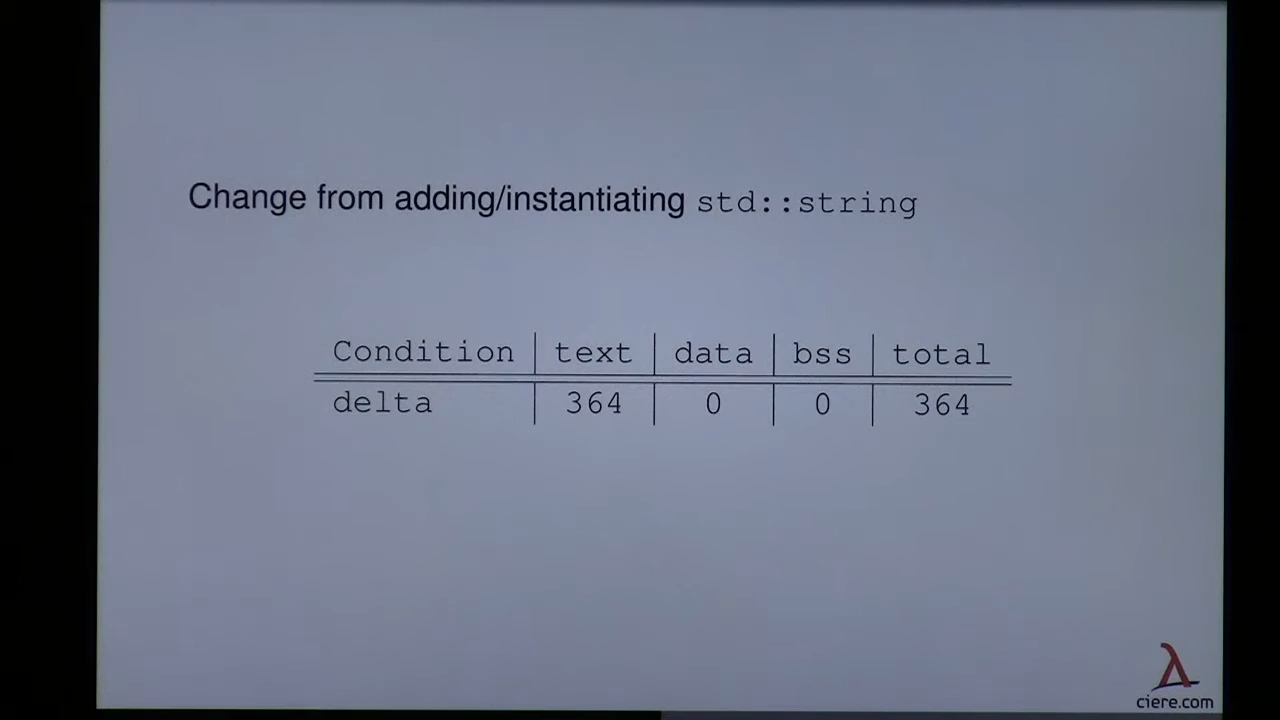 Change from adding/instantiating std::string
Condition text data bss total
delta 364 0 0 364
ciere.com